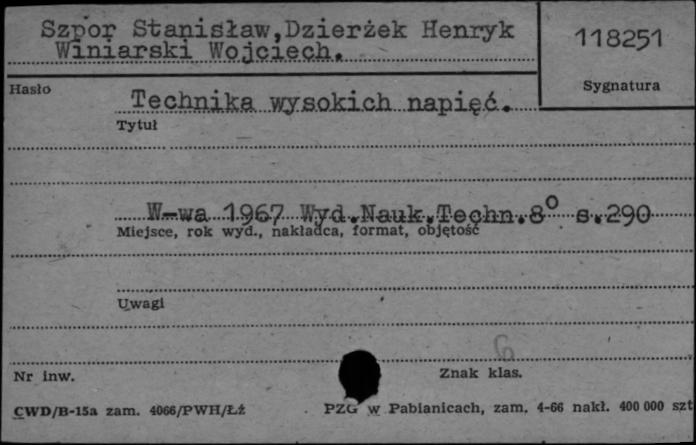 Szpor Stanisław,Dzierżek Henryk
Winiarski Wojciech.
118251
Hasło
Sygnatura
Technika wysokich napięć.
Tytuł
W-wa 1967 Wyd.Nauk.Techn.8° s.290
Miejsce, rok wyd., nakładca, format, objętość
Uwagi
6
Nr inw.
Znak klas.
CWD/B-15a zam. 4066/PWH/Łż
PZG w Pabianicach, zam. 4-66 nakł. 400 000 szt